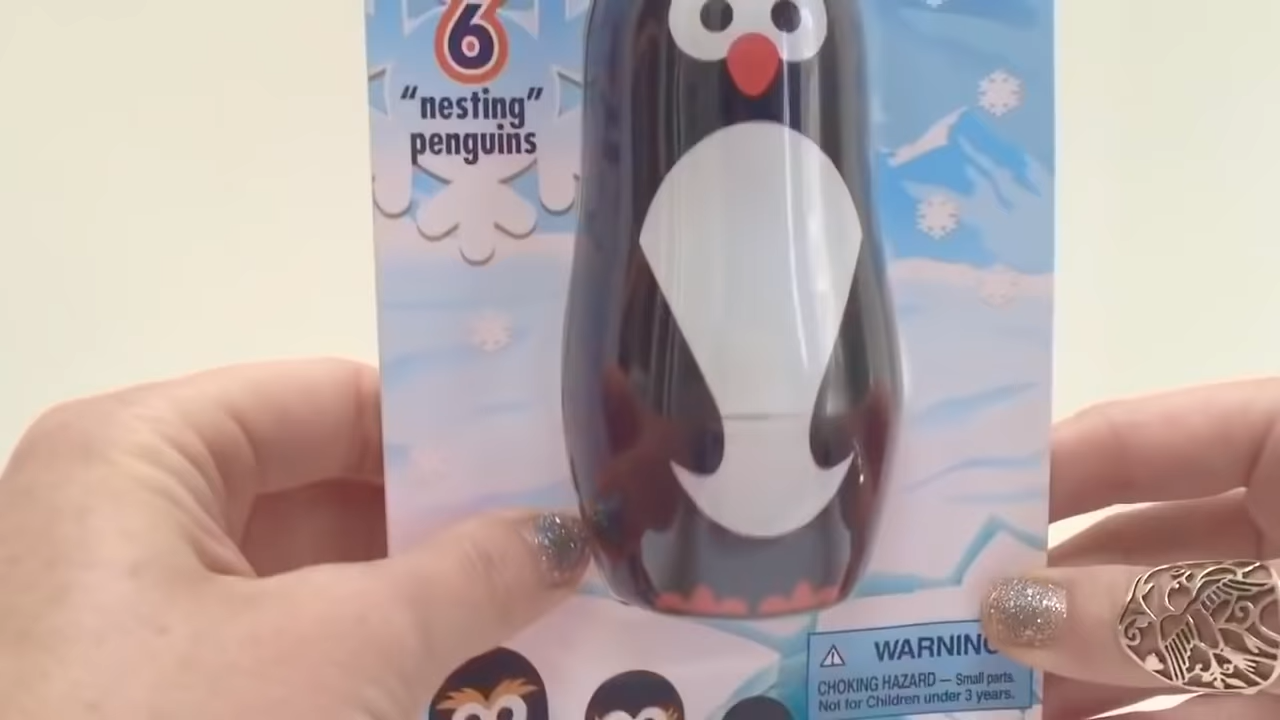 6
“nesting”
penguins
WARNING
CHOKING HAZARD — Small parts.
Not for Children under 3 years.